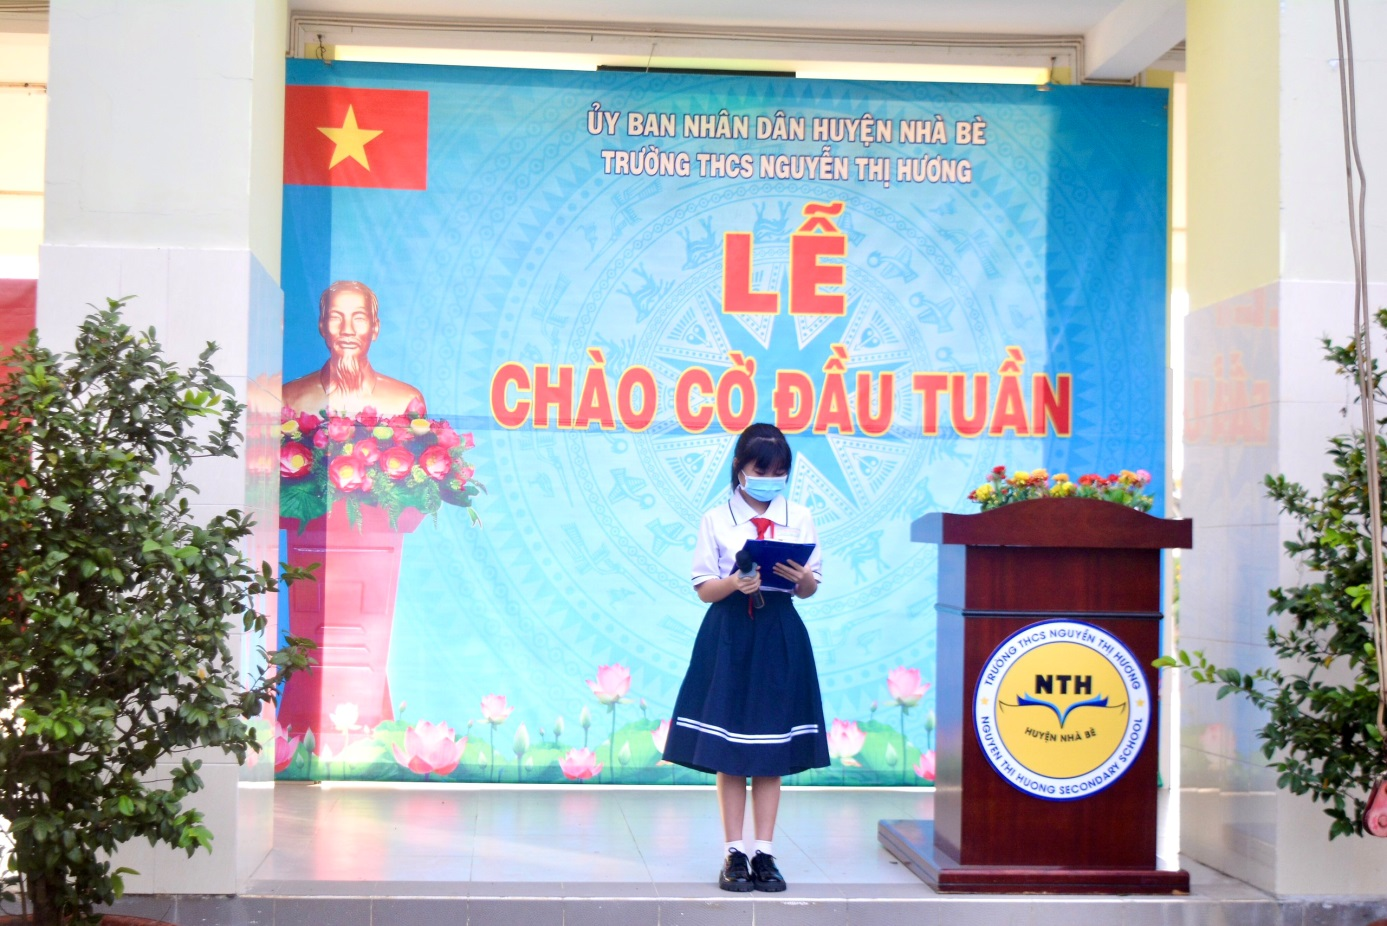 ỦY BAN NHÂN DÂN HUYỆN NHÀ BÈ
TRƯỜNG THCS NGUYỄN THỊ HƯƠNG
LỄ
CHÀO CỜ ĐẦU TUẦN
TRƯỜNG THCS NGUYỄN THỊ HƯƠNG
NTH
HUYỆN NHÀ BÈ
NGUYEN THI HUONG SECONDARY SCHOOL